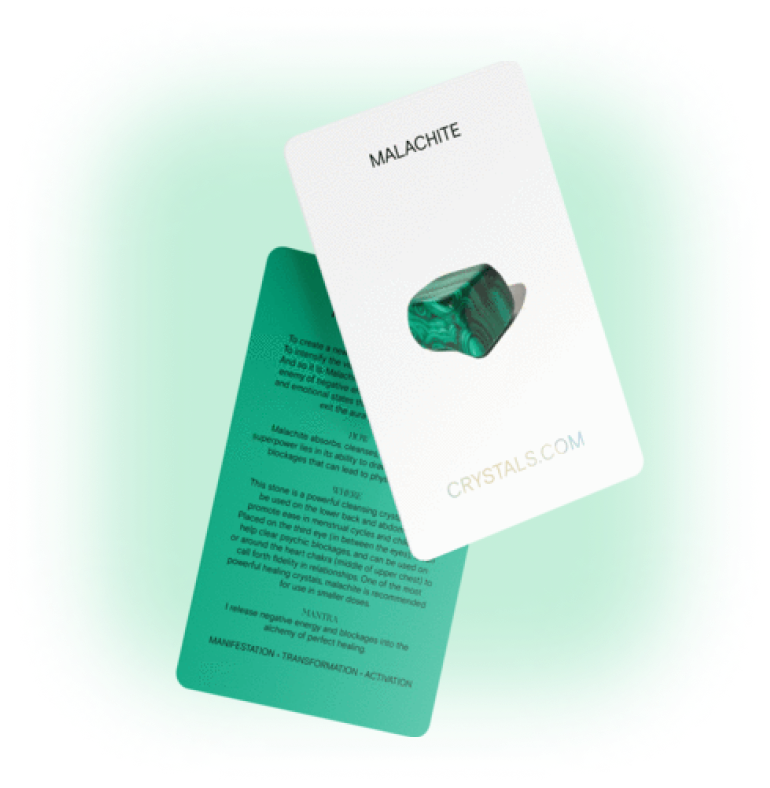 MALACHITE
CRYSTALS.COM
To create a new
To intensify the
And so it is. Malach
enemy of negative
and emotional states
exit the aura
HOW
Malachite absorbs, cleanses,
superpower lies in its ability to
blockages that can lead to
WHERE
This stone is a powerful cleansing
be used on the lower back and
promote ease in menstrual cycles and
Placed on the third eye (in between the eyes),
help clear psychic blockages, and can be used on
or around the heart chakra (middle of upper chest) to
call forth fidelity in relationships. One of the most
powerful healing crystals, malachite is recommended
for use in smaller doses.
MANTRA
I release negative energy and blockages into the
alchemy of perfect healing.
MANIFESTATION - TRANSFORMATION - ACTIVATION